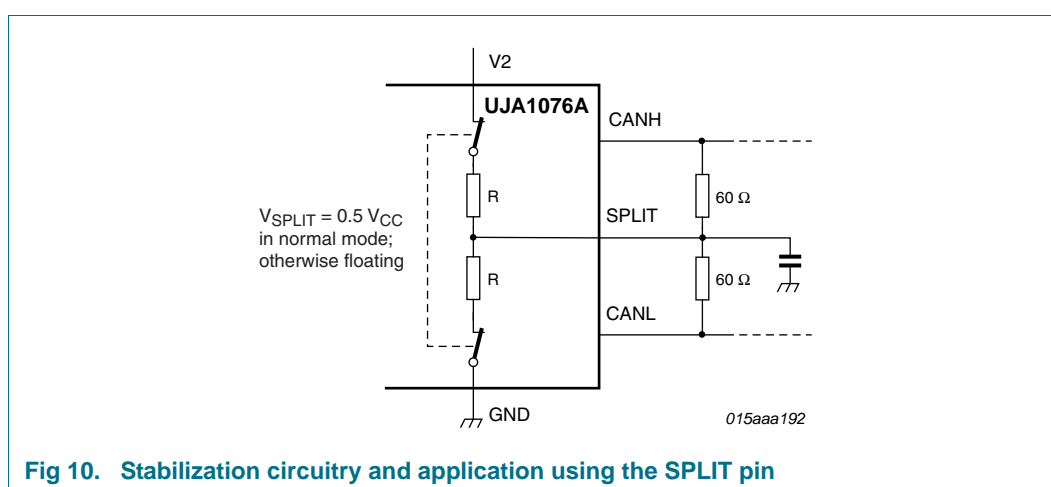 V2
UJA1076A
CANH
R
60 Ω
VSPLIT = 0.5 VCC
in normal mode;
otherwise floating
SPLIT
R
60 Ω
CANL
GND
015aaa192
Fig 10. Stabilization circuitry and application using the SPLIT pin